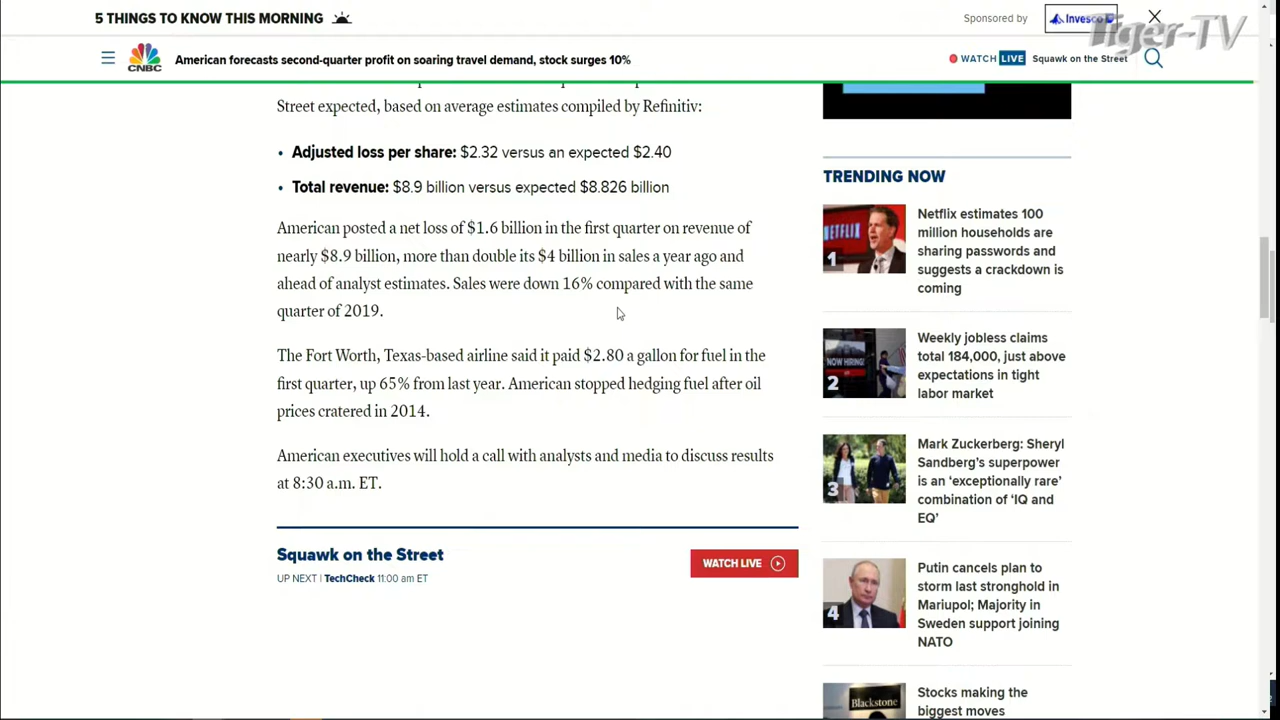 5 THINGS TO KNOW THIS MORNING
Sponsored by
Invesco
Tiger-TV
CNBC
American forecasts second-quarter profit on soaring travel demand, stock surges 10%
WATCH LIVE
Squawk on the Street
Street expected, based on average estimates compiled by Refinitiv:
• Adjusted loss per share: $2.32 versus an expected $2.40
• Total revenue: $8.9 billion versus expected $8.826 billion
American posted a net loss of $1.6 billion in the first quarter on revenue of
nearly $8.9 billion, more than double its $4 billion in sales a year ago and
ahead of analyst estimates. Sales were down 16% compared with the same
quarter of 2019.
The Fort Worth, Texas-based airline said it paid $2.80 a gallon for fuel in the
first quarter, up 65% from last year. American stopped hedging fuel after oil
prices cratered in 2014.
American executives will hold a call with analysts and media to discuss results
at 8:30 a.m. ET.
Squawk on the Street
UP NEXT | TechCheck 11:00 am ET
WATCH LIVE
TRENDING NOW
NETFLIX
1
Netflix estimates 100
million households are
sharing passwords and
suggests a crackdown is
coming
NOW HIRING!
2
Weekly jobless claims
total 184,000, just above
expectations in tight
labor market
3
Mark Zuckerberg: Sheryl
Sandberg's superpower
is an ‘exceptionally rare’
combination of ‘IQ and
EQ’
4
Putin cancels plan to
storm last stronghold in
Mariupol; Majority in
Sweden support joining
NATO
Blackstone
Stocks making the
biggest moves